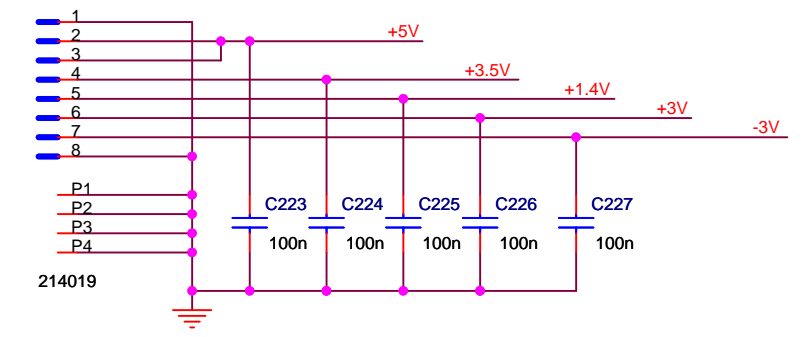 1
2
+5V
3
4
+3.5V
5
+1.4V
6
+3V
7
-3V
8
P1
P2
P3
P4
C223
C224
C225
C226
C227
100n
100n
100n
100n
100n
214019